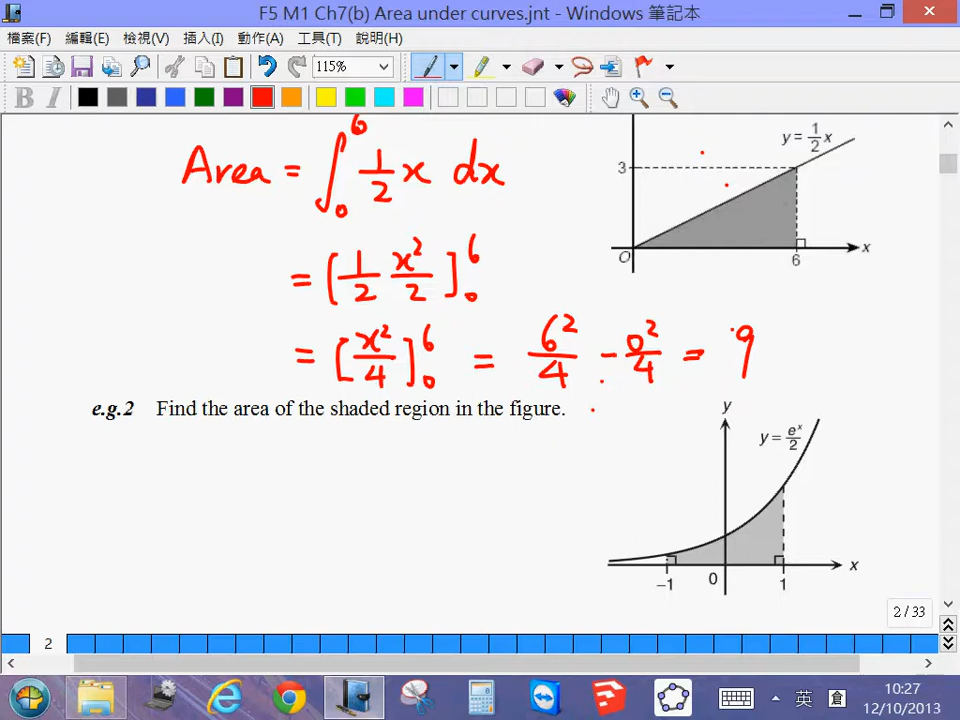 F5 M1 Ch7(b) Area under curves.jnt - Windows 筆記本
檔案(F) 編輯(E) 檢視(V) 插入(I) 動作(A) 工具(T) 說明(H)
115%
B I
Area = ∫₀⁶ 1/2 x dx
= [1/2 x²/2]₀⁶
= [x²/4]₀⁶ = 6²/4 - 0²/4 = 9
y = 1/2 x
3
O 6 x
e.g.2 Find the area of the shaded region in the figure.
y
y = eˣ/2
-1 0 1 x
2 / 33
2
英 倉
10:27
12/10/2013